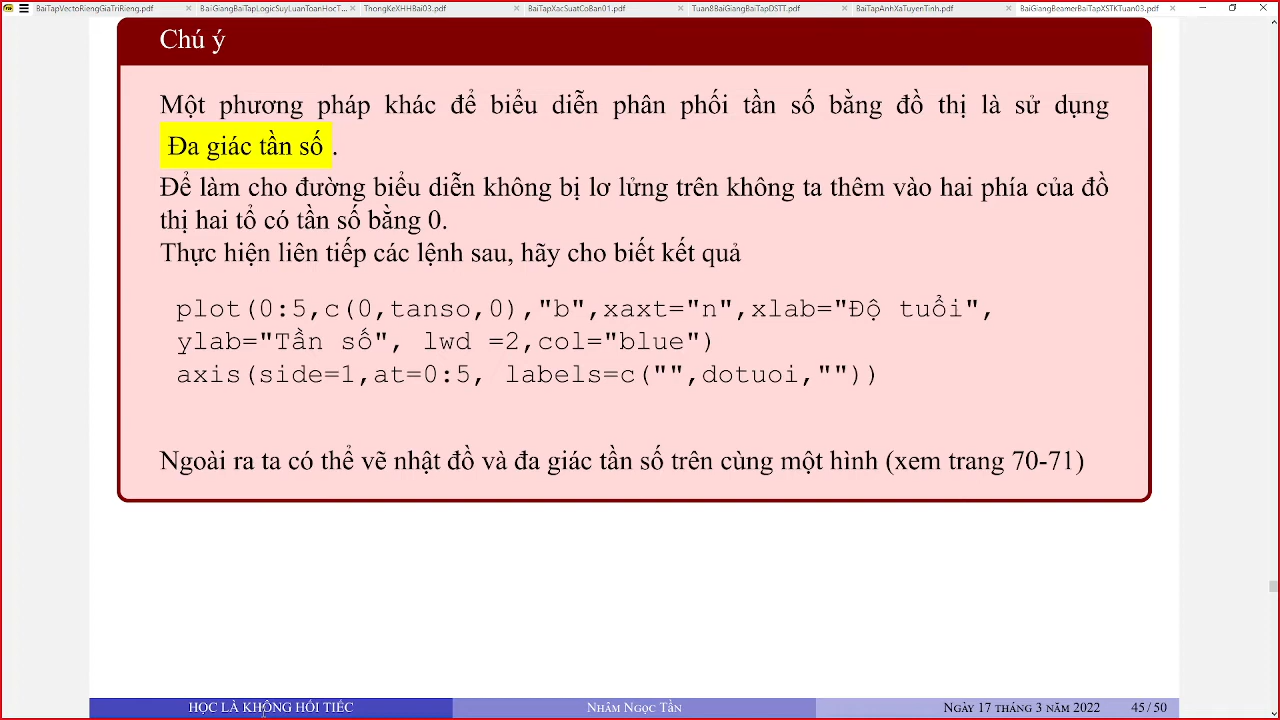 BaiTapVectoRiengGiaTriRieng.pdf
BaiGiangBaiTapLogicSuyLuanToanHocT...
ThongKeXHHBai03.pdf
BaiTapXacSuatCoBan01.pdf
Tuan8BaiGiangBaiTapDSTT.pdf
BaiTapAnhXaTuyenTinh.pdf
BaiGiangBeamerBaiTapXSTKTuan03.pdf
Chú ý
Một phương pháp khác để biểu diễn phân phối tần số bằng đồ thị là sử dụng
Đa giác tần số .
Để làm cho đường biểu diễn không bị lơ lửng trên không ta thêm vào hai phía của đồ
thị hai tổ có tần số bằng 0.
Thực hiện liên tiếp các lệnh sau, hãy cho biết kết quả
plot(0:5,c(0,tanso,0),"b",xaxt="n",xlab="Độ tuổi",
ylab="Tần số", lwd =2,col="blue")
axis(side=1,at=0:5, labels=c("",dotuoi,""))
Ngoài ra ta có thể vẽ nhật đồ và đa giác tần số trên cùng một hình (xem trang 70-71)
HỌC LÀ KHÔNG HỐI TIẾC
NHÂM NGỌC TẦN
NGÀY 17 THÁNG 3 NĂM 2022
45 / 50